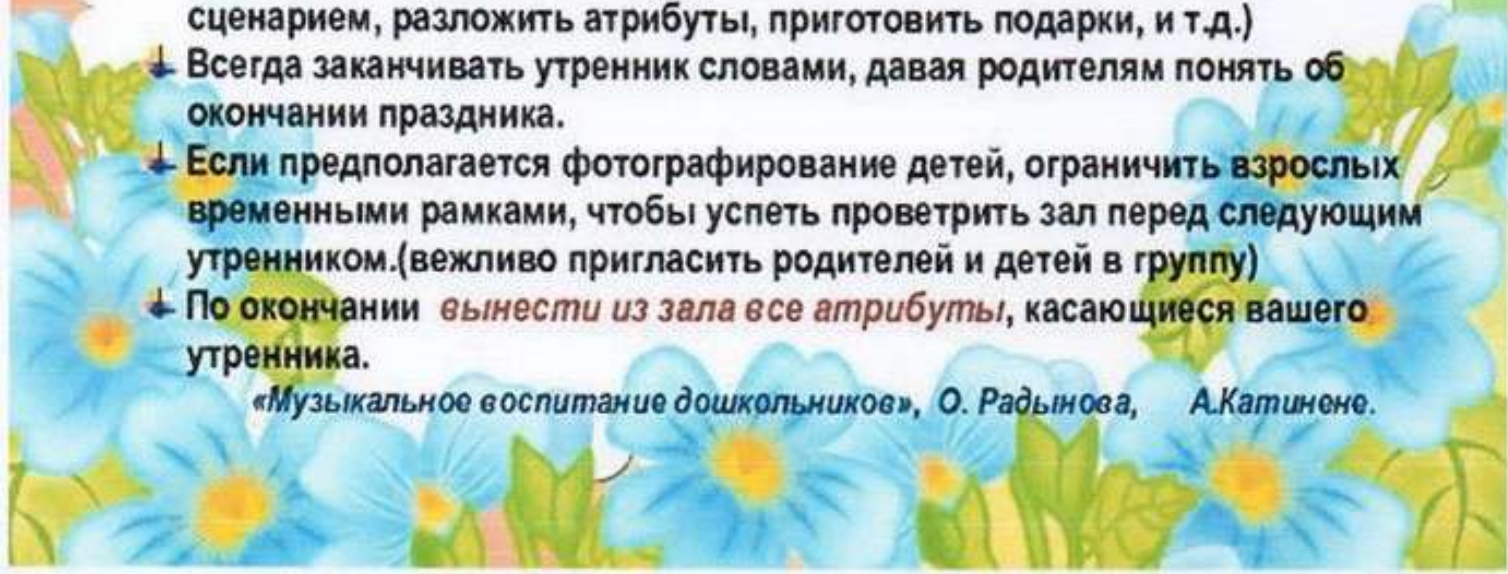 сценарием, разложить атрибуты, приготовить подарки, и т.д.)
Всегда заканчивать утренник словами, давая родителям понять об
окончании праздника.
Если предполагается фотографирование детей, ограничить взрослых
временными рамками, чтобы успеть проветрить зал перед следующим
утренником.(вежливо пригласить родителей и детей в группу)
По окончании вынести из зала все атрибуты, касающиеся вашего
утренника.
«Музыкальное воспитание дошкольников», О. Радынова, А.Катинене.